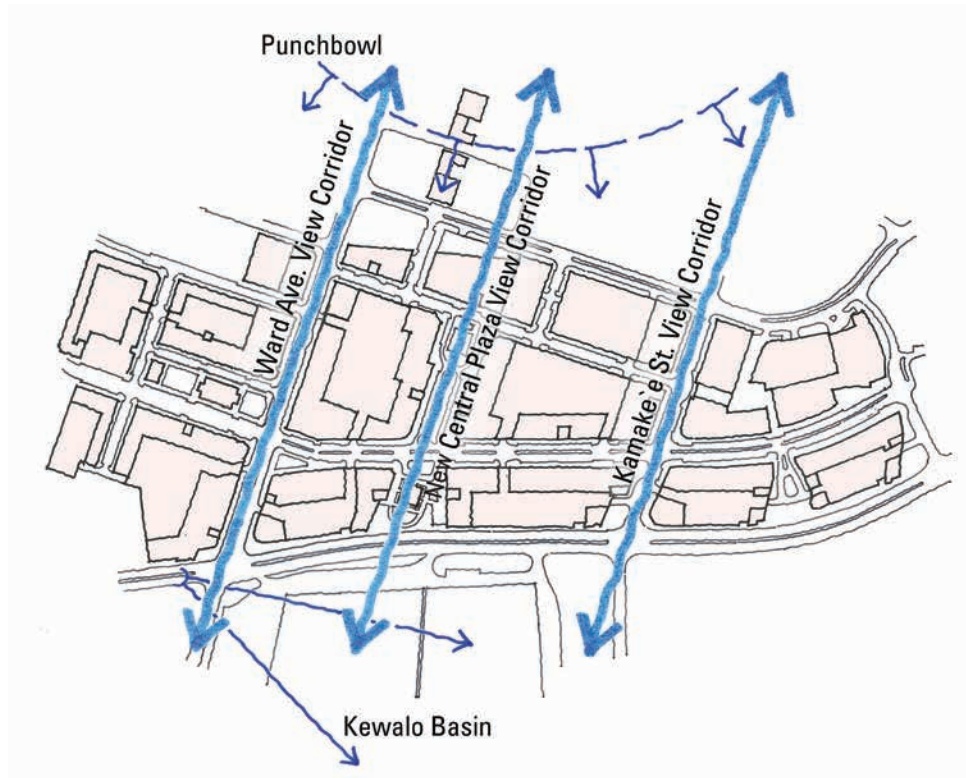 Punchbowl
Ward Ave. View Corridor
New Central Plaza View Corridor
Kamake`e St. View Corridor
Kewalo Basin